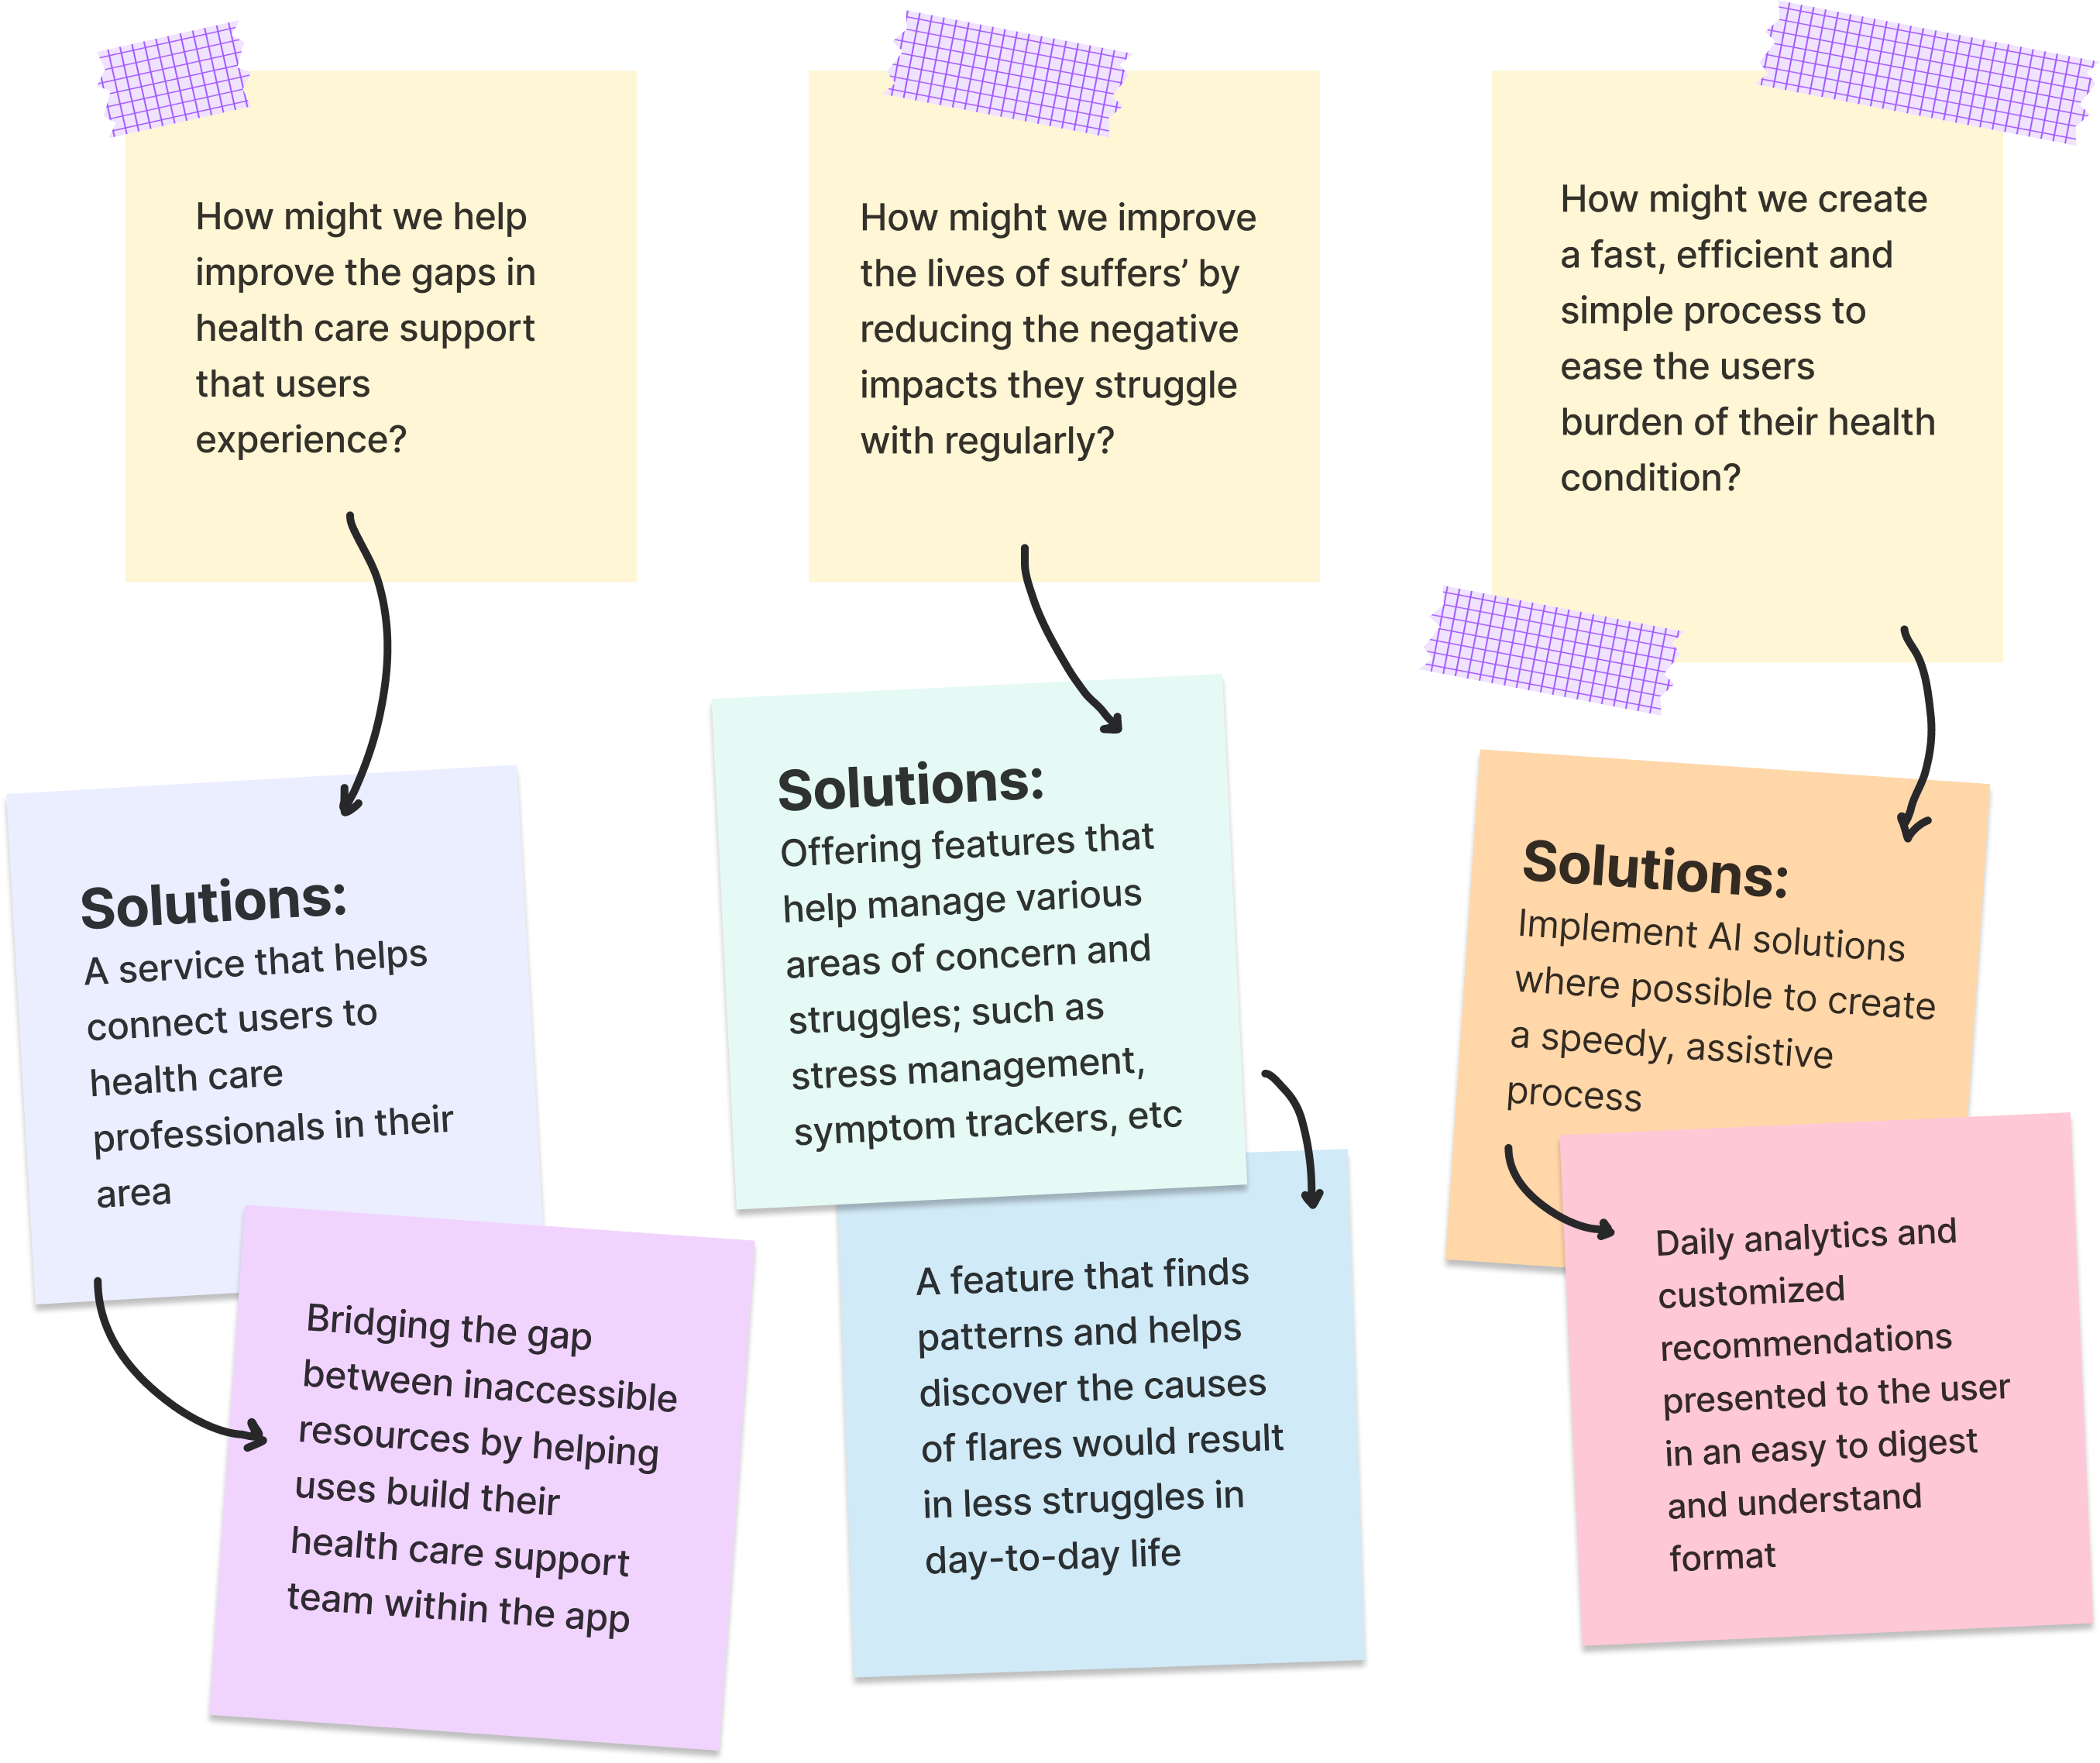 How might we help
improve the gaps in
health care support
that users
experience?
Solutions:
A service that helps
connect users to
health care
professionals in their
area
Bridging the gap
between inaccessible
resources by helping
uses build their
health care support
team within the app
How might we improve
the lives of suffers’ by
reducing the negative
impacts they struggle
with regularly?
Solutions:
Offering features that
help manage various
areas of concern and
struggles; such as
stress management,
symptom trackers, etc
A feature that finds
patterns and helps
discover the causes
of flares would result
in less struggles in
day-to-day life
How might we create
a fast, efficient and
simple process to
ease the users
burden of their health
condition?
Solutions:
Implement AI solutions
where possible to create
a speedy, assistive
process
Daily analytics and
customized
recommendations
presented to the user
in an easy to digest
and understand
format